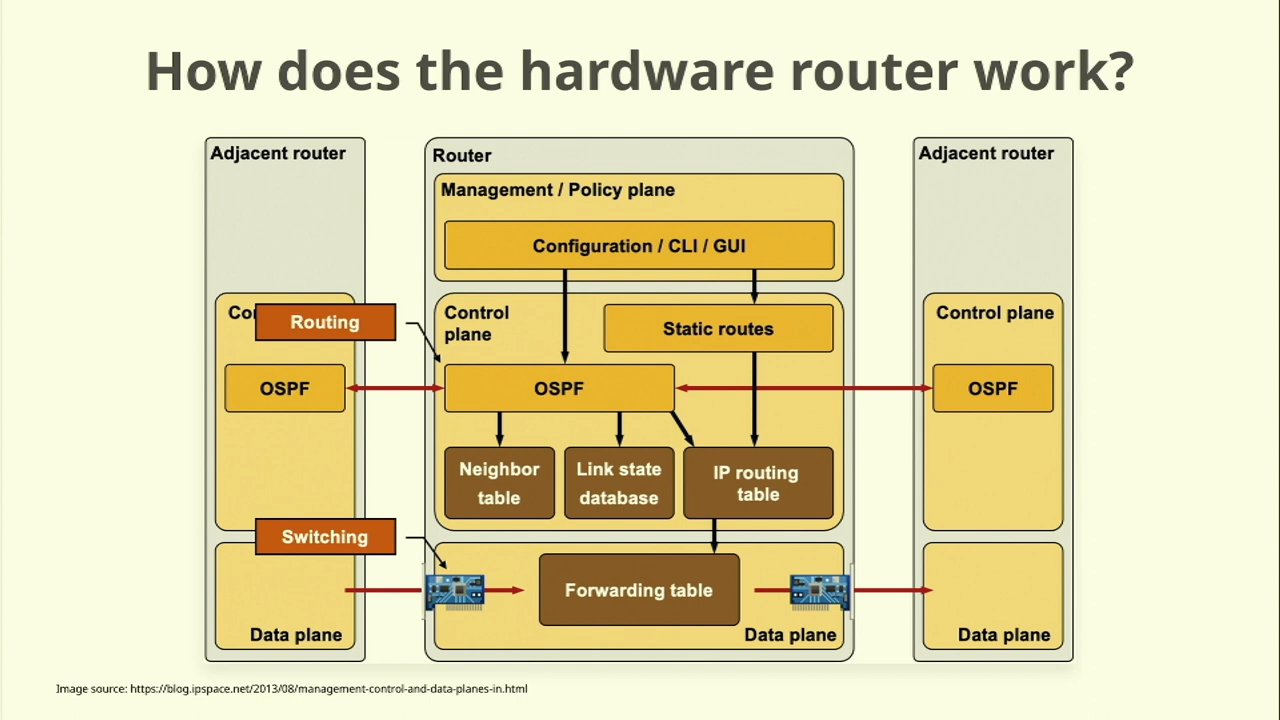 How does the hardware router work?
Adjacent router
Router
Adjacent router
Management / Policy plane
Configuration / CLI / GUI
Routing
Control
plane
Static routes
Control plane
OSPF
OSPF
OSPF
Neighbor
table
Link state
database
IP routing
table
Switching
Forwarding table
Data plane
Data plane
Data plane
Image source: https://blog.ipspace.net/2013/08/management-control-and-data-planes-in.html